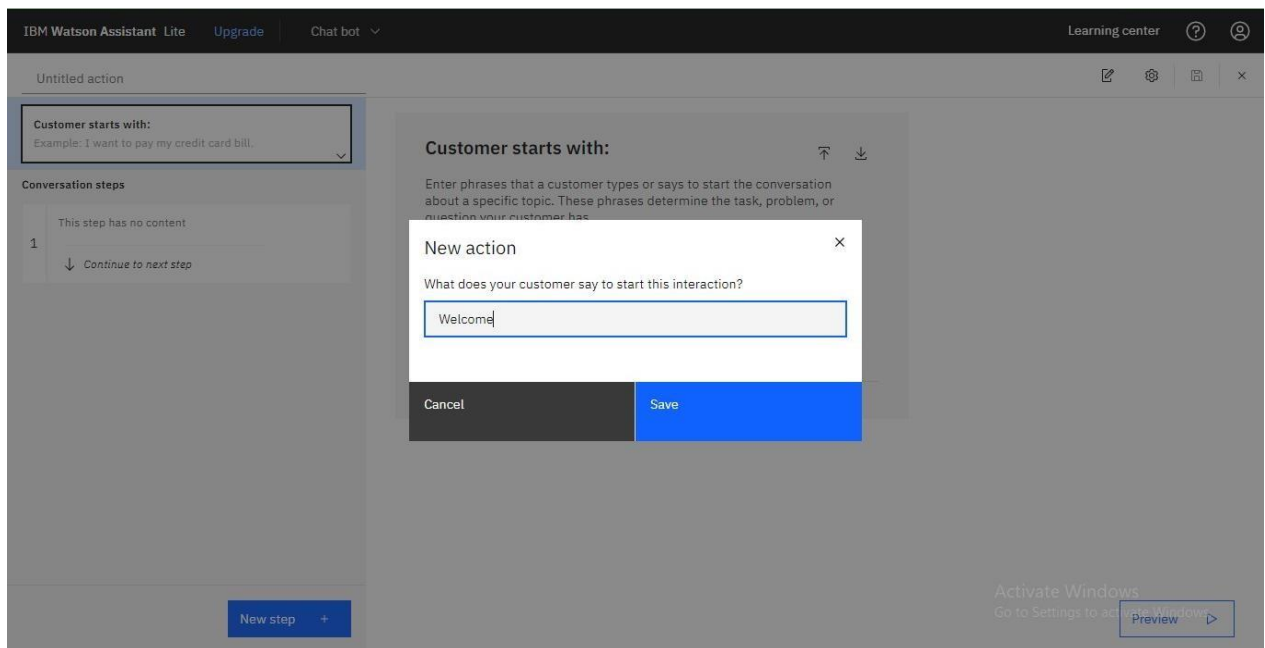 IBM Watson Assistant Lite Upgrade Chat bot Learning center
Untitled action
Customer starts with:
Example: I want to pay my credit card bill.
Conversation steps
1
This step has no content
Continue to next step
New step +
Customer starts with:
Enter phrases that a customer types or says to start the conversation
about a specific topic. These phrases determine the task, problem, or
question your customer has.
New action
What does your customer say to start this interaction?
Welcome
Cancel Save
Activate Windows
Go to Settings to activate Windows.
Preview